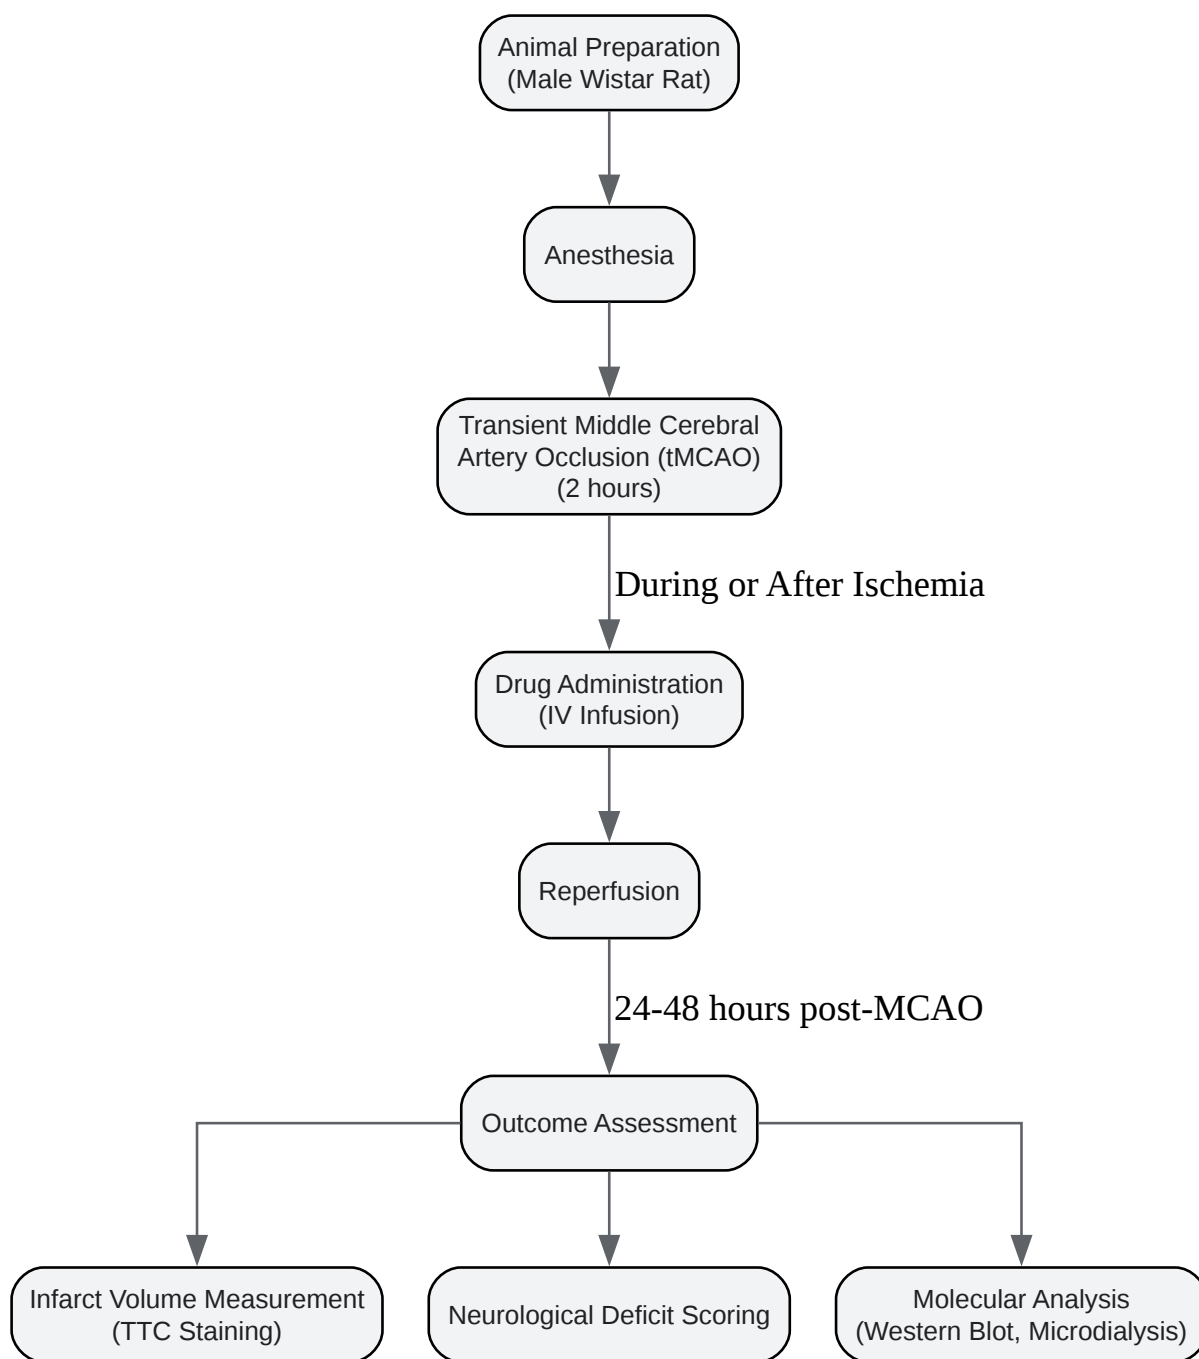 Animal Preparation
(Male Wistar Rat)
Anesthesia
Transient Middle Cerebral
Artery Occlusion (tMCAO)
(2 hours)
During or After Ischemia
Drug Administration
(IV Infusion)
Reperfusion
24-48 hours post-MCAO
Outcome Assessment
Infarct Volume Measurement
(TTC Staining)
Neurological Deficit Scoring
Molecular Analysis
(Western Blot, Microdialysis)